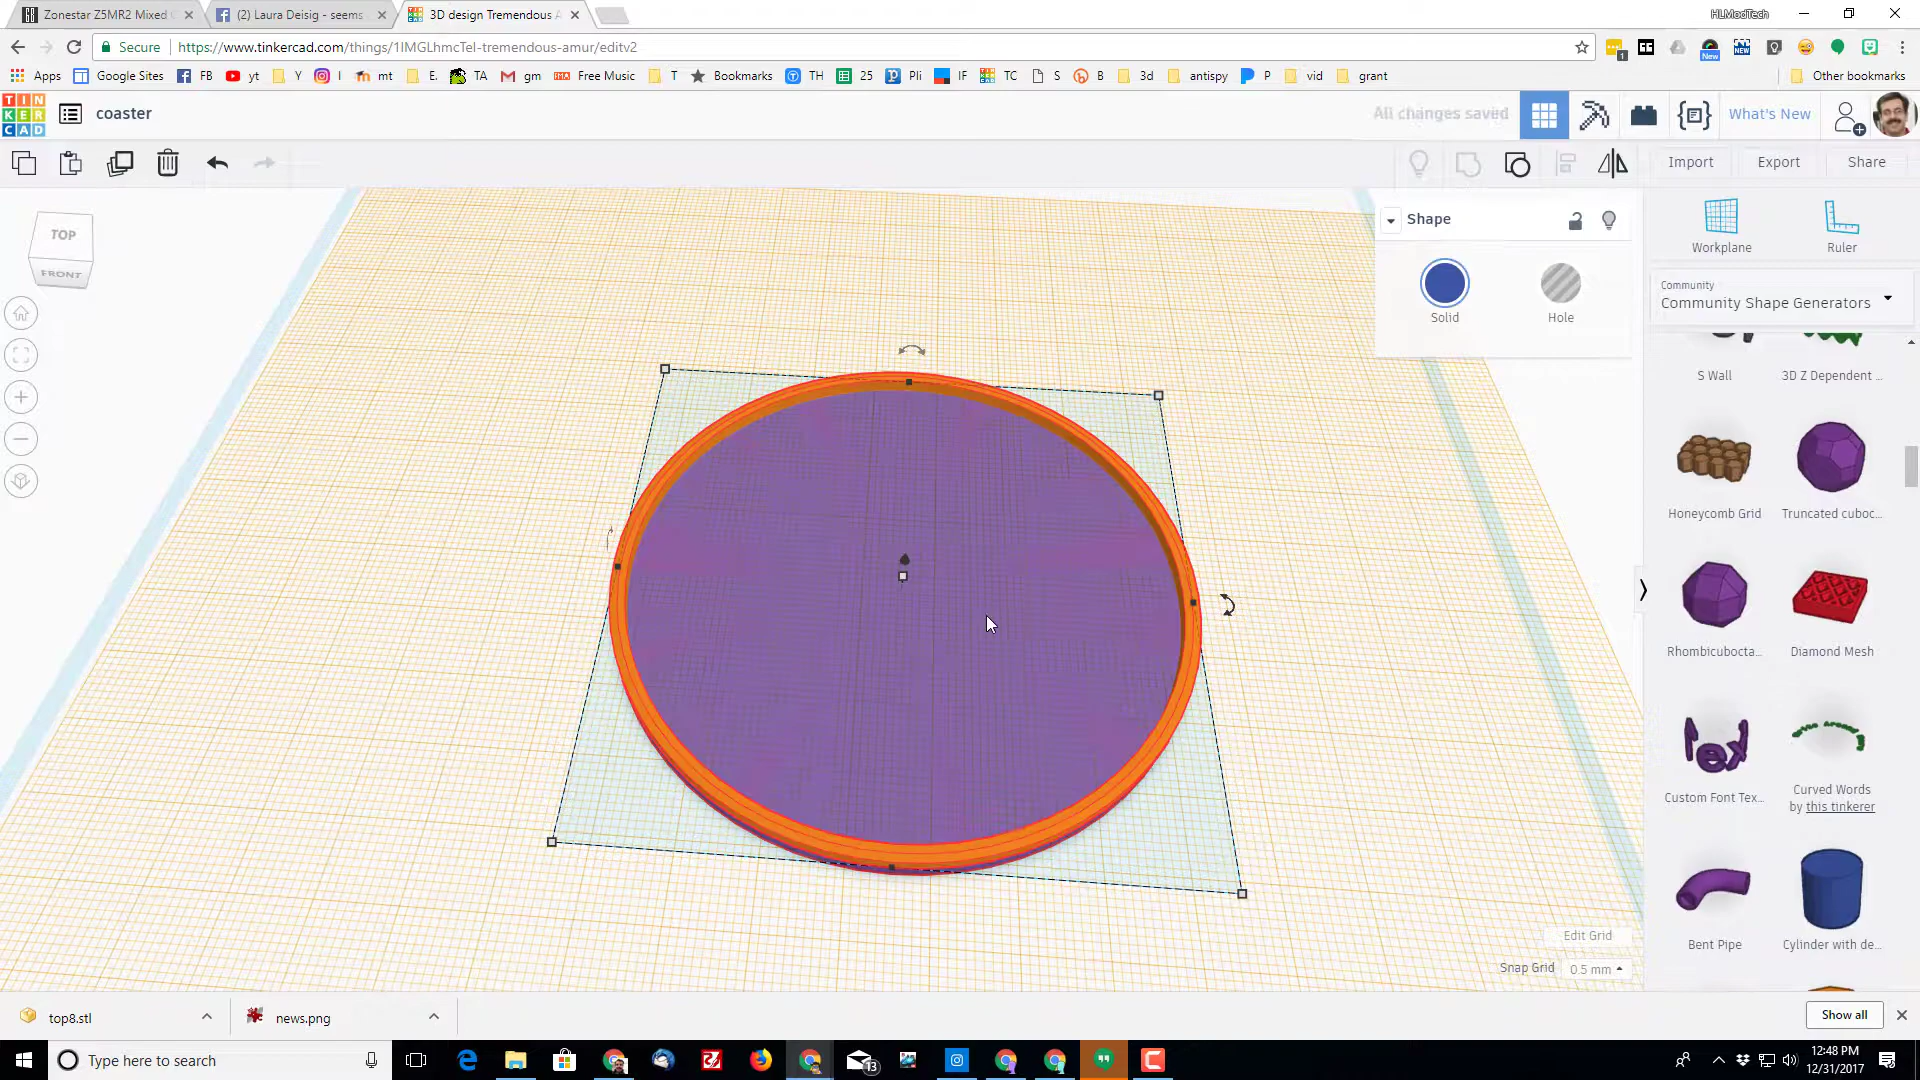 Zonestar Z5MR2 Mixed
(2) Laura Deisig - seems
3D design Tremendous A
HLModTech
Secure
https://www.tinkercad.com/things/1IMGLhmcTel-tremendous-amur/editv2
Apps
Google Sites
FB
yt
Y
I
mt
E.
TA
gm
Free Music
T
Bookmarks
TH
25
Pli
IF
TC
S
B
3d
antispy
P
vid
grant
Other bookmarks
TIN
KER
CAD
coaster
All changes saved
What's New
Import
Export
Share
TOP
FRONT
Shape
Solid
Hole
Workplane
Ruler
Community
Community Shape Generators
S Wall
3D Z Dependent ...
Honeycomb Grid
Truncated cuboc...
Rhombicubocta...
Diamond Mesh
Custom Font Tex...
Curved Words
by this tinkerer
Bent Pipe
Cylinder with de...
Edit Grid
Snap Grid
0.5 mm
top8.stl
news.png
Show all
Type here to search
13
12:48 PM
12/31/2017